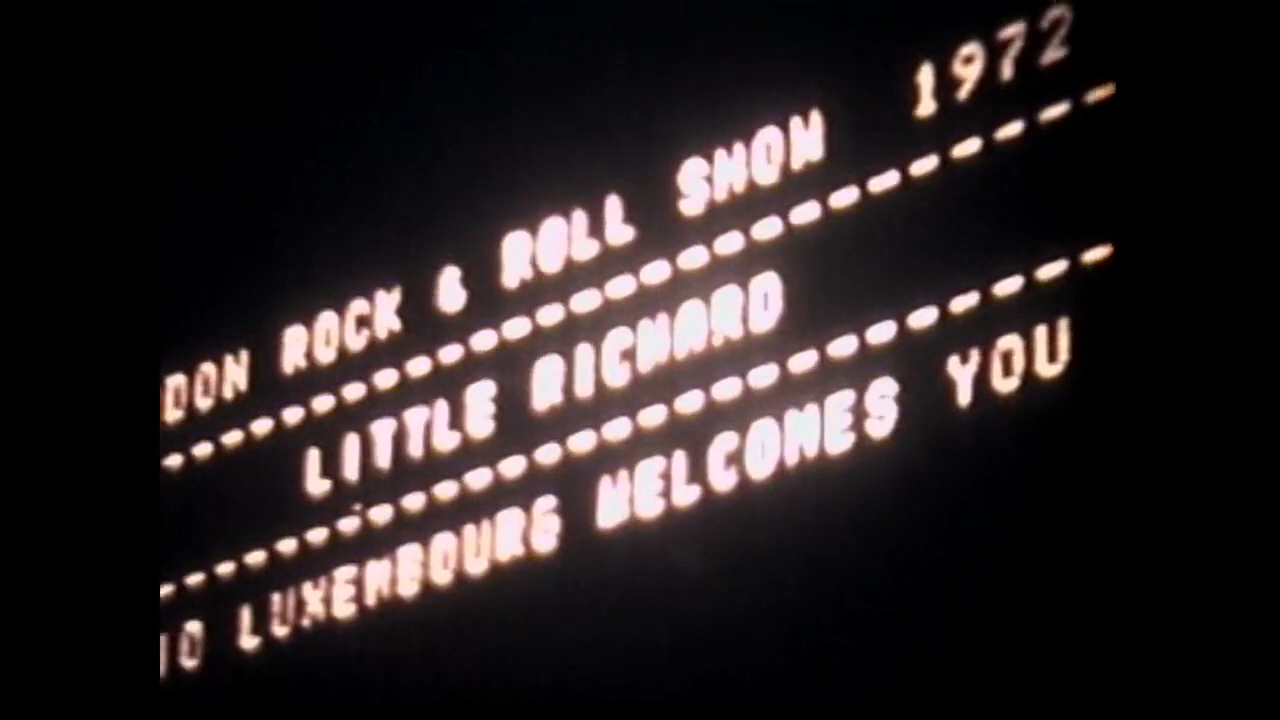 DON ROCK & ROLL SHOW 1972
LITTLE RICHARD
IO LUXEMBOURG WELCOMES YOU